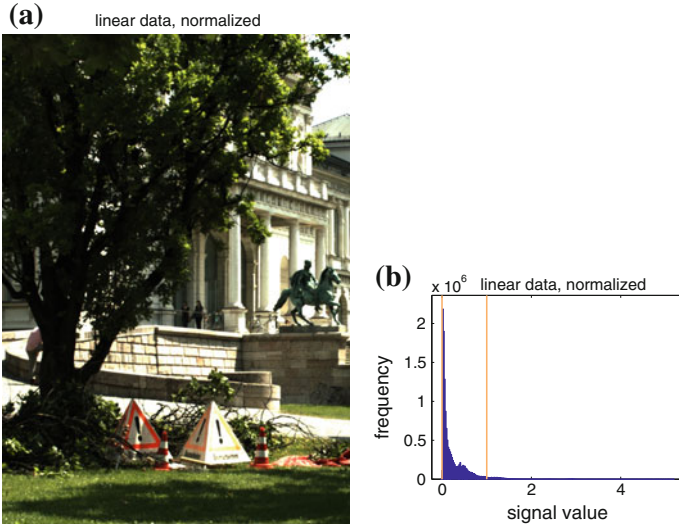 (a)
linear data, normalized
(b)
x 10^6
linear data, normalized
2
1.5
1
0.5
0
frequency
0
2
4
signal value